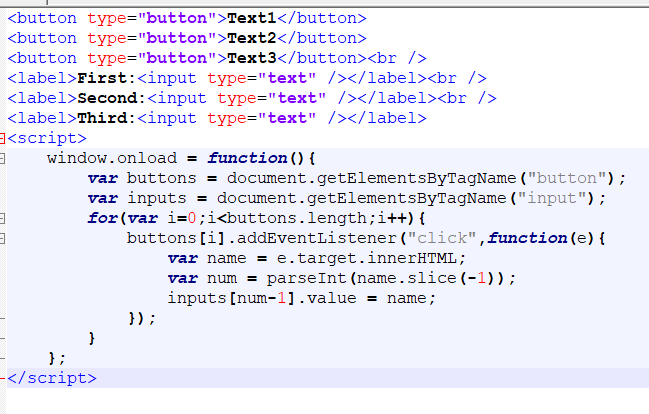 <button type="button">Text1</button>
<button type="button">Text2</button>
<button type="button">Text3</button><br />
<label>First:<input type="text" /></label><br />
<label>Second:<input type="text" /></label><br />
<label>Third:<input type="text" /></label>
<script>
    window.onload = function(){
        var buttons = document.getElementsByTagName("button");
        var inputs = document.getElementsByTagName("input");
        for(var i=0;i<buttons.length;i++){
            buttons[i].addEventListener("click",function(e){
                var name = e.target.innerHTML;
                var num = parseInt(name.slice(-1));
                inputs[num-1].value = name;
            });
        }
    };
</script>